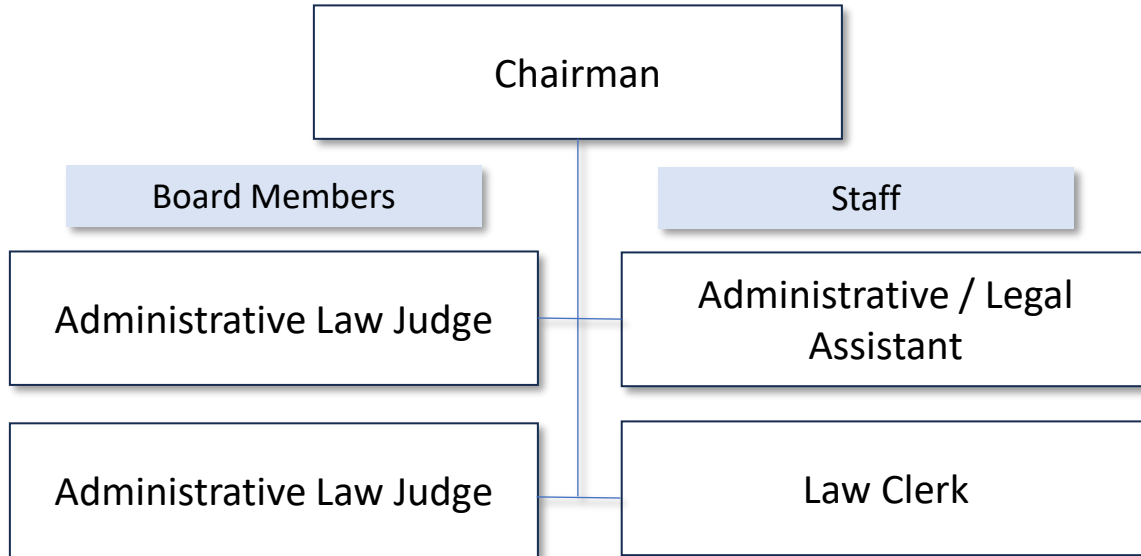 Chairman
Board Members
Staff
Administrative Law Judge
Administrative / Legal
Assistant
Administrative Law Judge
Law Clerk